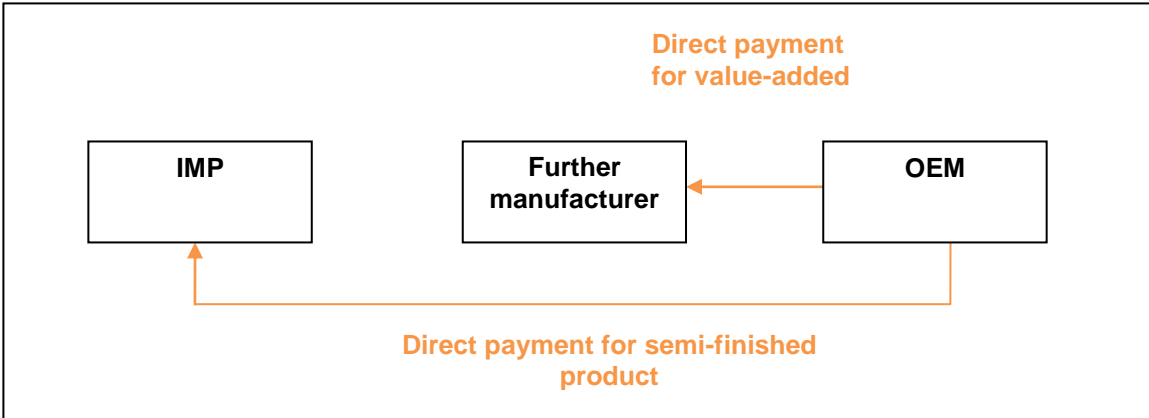 Direct payment
for value-added
IMP
Further
manufacturer
OEM
Direct payment for semi-finished
product